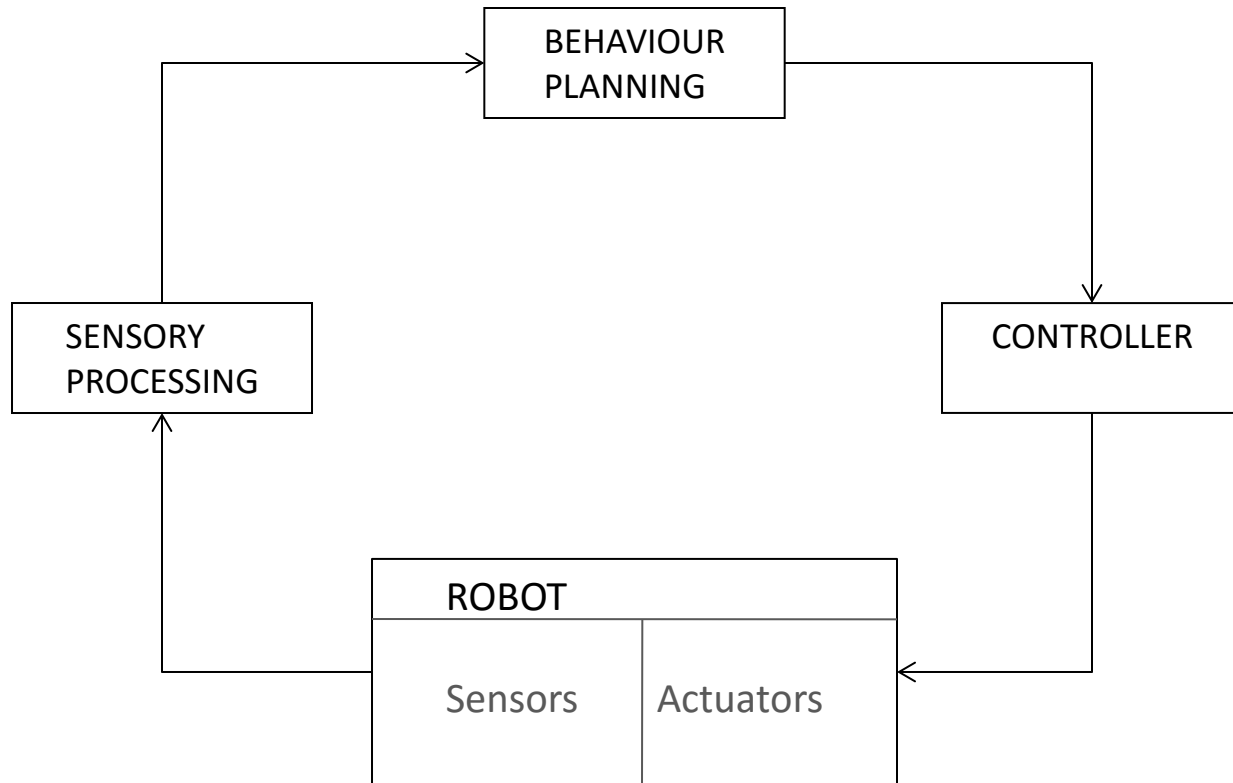 BEHAVIOUR
PLANNING
SENSORY
PROCESSING
CONTROLLER
ROBOT
Sensors
Actuators